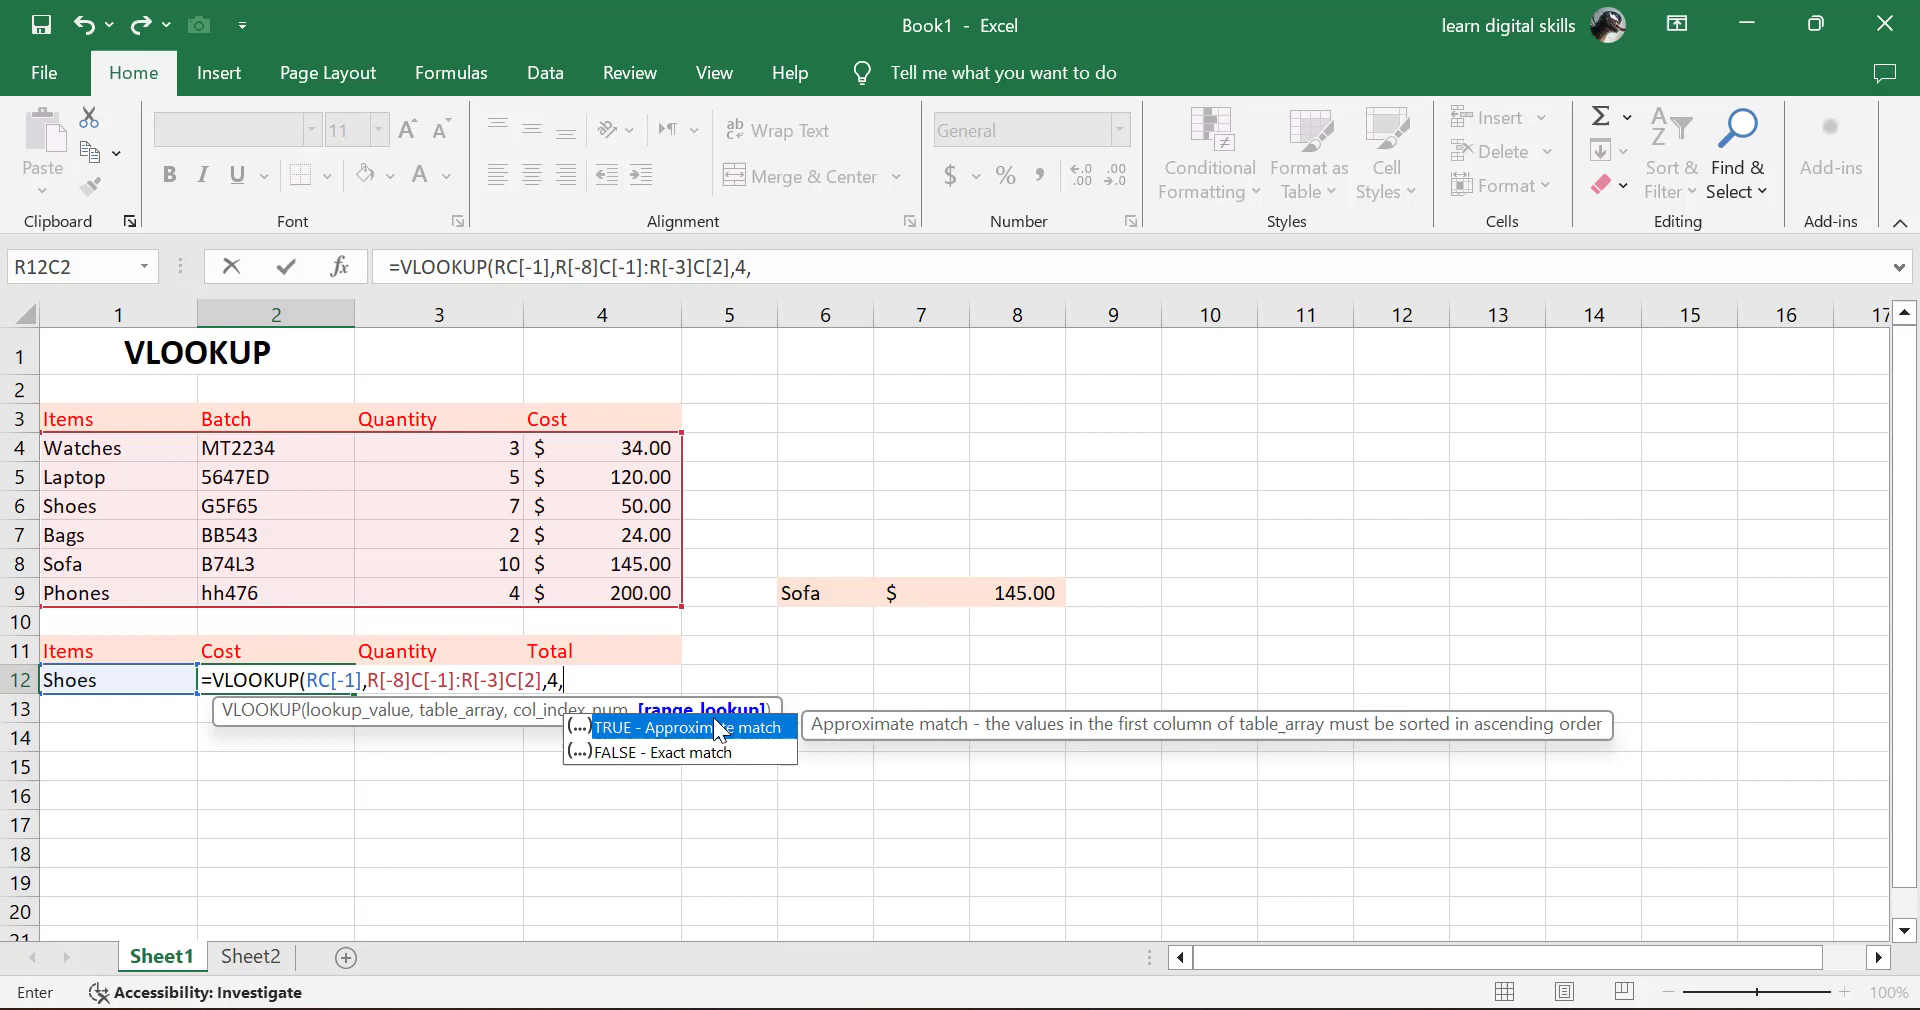 Book1 - Excel
learn digital skills
File Home Insert Page Layout Formulas Data Review View Help Tell me what you want to do
Paste
Clipboard
11
B I U
Font
ab Wrap Text
Merge & Center
Alignment
General
$ % ,
Number
Conditional Formatting
Format as Table
Cell Styles
Styles
Insert
Delete
Format
Cells
Sort & Filter
Find & Select
Editing
Add-ins
Add-ins
R12C2 fx =VLOOKUP(RC[-1],R[-8]C[-1]:R[-3]C[2],4,
1 2 3 4 5 6 7 8 9 10 11 12 13 14 15 16 17
1 VLOOKUP
2
3 Items Batch Quantity Cost
4 Watches MT2234 3 $ 34.00
5 Laptop 5647ED 5 $ 120.00
6 Shoes G5F65 7 $ 50.00
7 Bags BB543 2 $ 24.00
8 Sofa B74L3 10 $ 145.00
9 Phones hh476 4 $ 200.00 Sofa $ 145.00
10
11 Items Cost Quantity Total
12 Shoes =VLOOKUP(RC[-1],R[-8]C[-1]:R[-3]C[2],4,
13 VLOOKUP(lookup_value, table_array, col_index_num, [range_lookup])
(...) TRUE - Approximate match Approximate match - the values in the first column of table_array must be sorted in ascending order
14
(...) FALSE - Exact match
15
16
17
18
19
20
21
Sheet1 Sheet2
Enter Accessibility: Investigate 100%